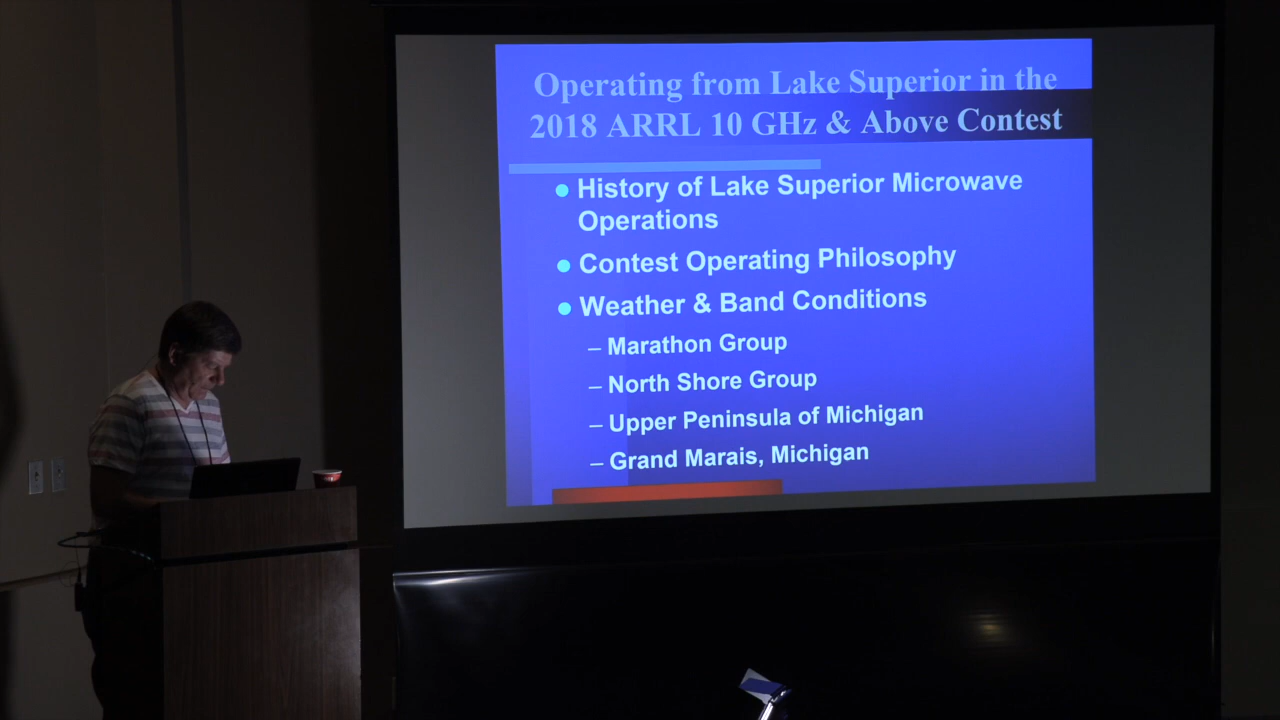 Operating from Lake Superior in the
2018 ARRL 10 GHz & Above Contest
History of Lake Superior Microwave
Operations
Contest Operating Philosophy
Weather & Band Conditions
– Marathon Group
– North Shore Group
– Upper Peninsula of Michigan
– Grand Marais, Michigan